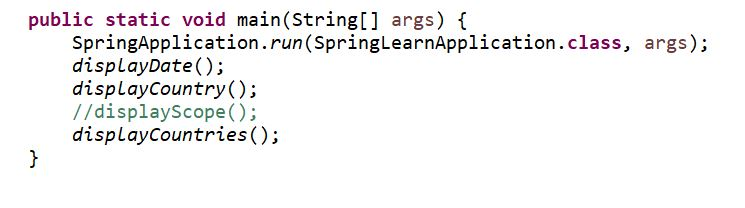 public static void main(String[] args) {
    SpringApplication.run(SpringLearnApplication.class, args);
    displayDate();
    displayCountry();
    //displayScope();
    displayCountries();
}